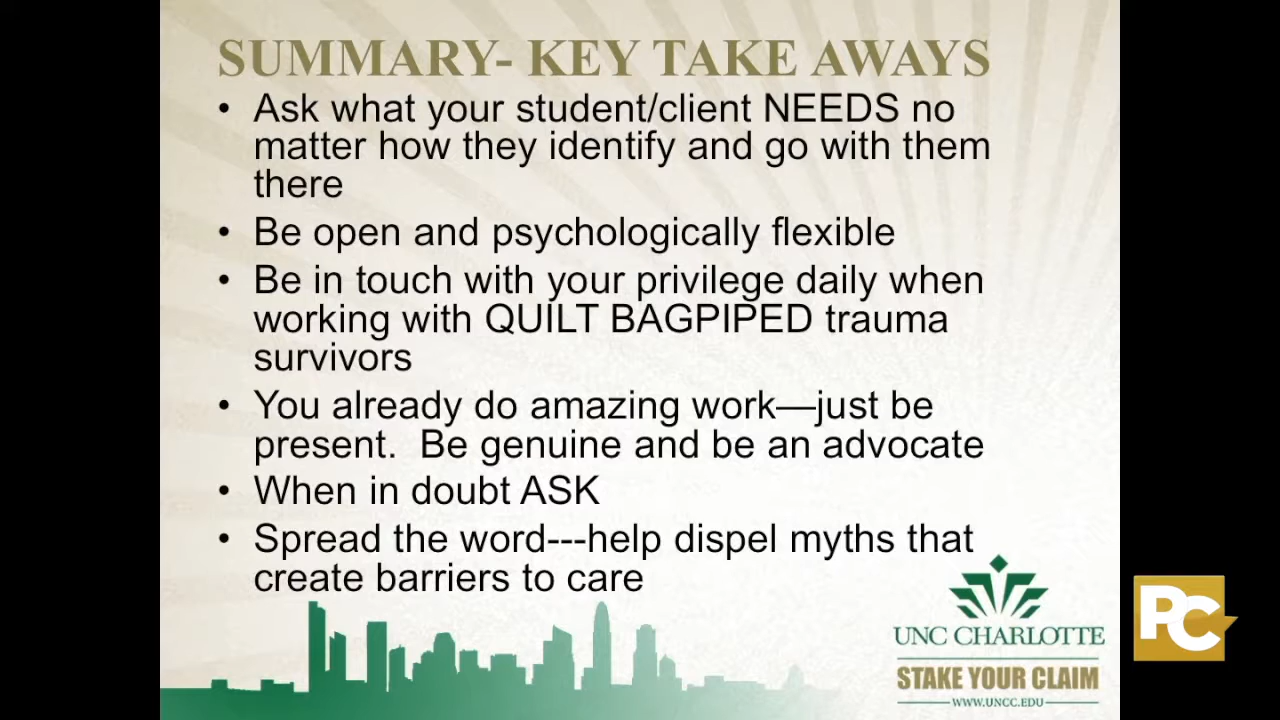 SUMMARY- KEY TAKE AWAYS
• Ask what your student/client NEEDS no
matter how they identify and go with them
there
• Be open and psychologically flexible
• Be in touch with your privilege daily when
working with QUILT BAGPIPED trauma
survivors
• You already do amazing work—just be
present.  Be genuine and be an advocate
• When in doubt ASK
• Spread the word---help dispel myths that
create barriers to care
UNC CHARLOTTE
STAKE YOUR CLAIM
WWW.UNCC.EDU
PC